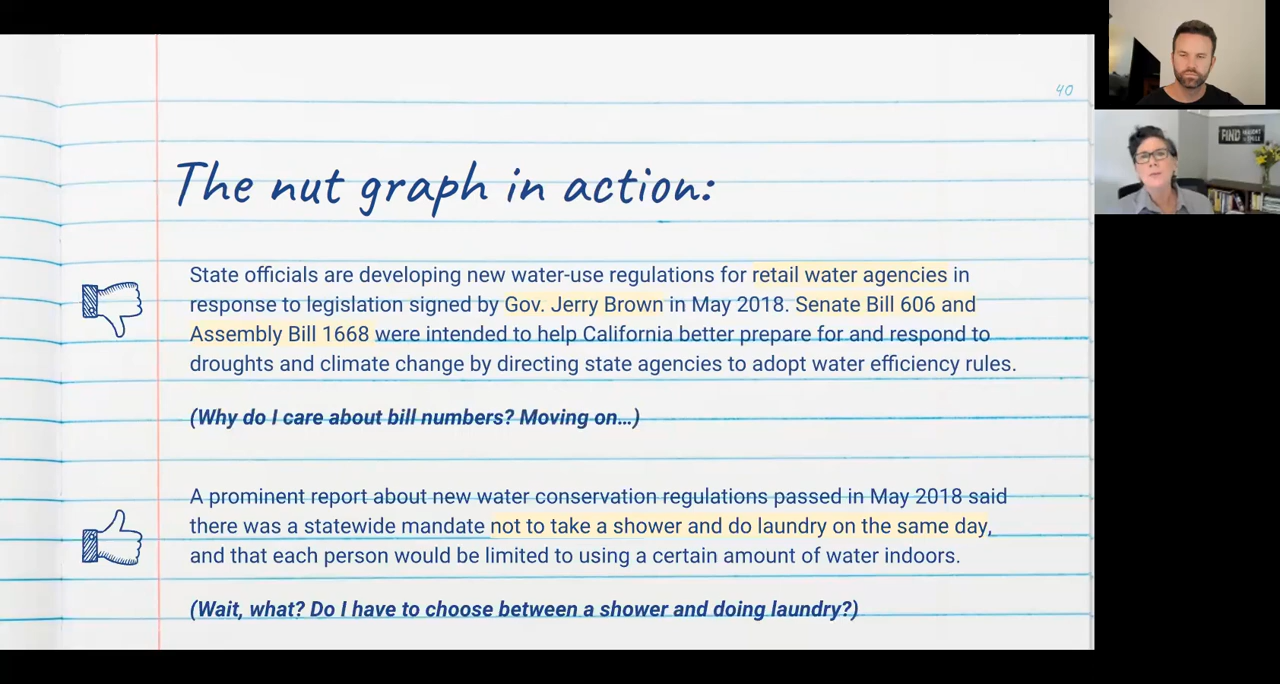 40
The nut graph in action:
State officials are developing new water-use regulations for retail water agencies in
response to legislation signed by Gov. Jerry Brown in May 2018. Senate Bill 606 and
Assembly Bill 1668 were intended to help California better prepare for and respond to
droughts and climate change by directing state agencies to adopt water efficiency rules.
(Why do I care about bill numbers? Moving on...)
A prominent report about new water conservation regulations passed in May 2018 said
there was a statewide mandate not to take a shower and do laundry on the same day,
and that each person would be limited to using a certain amount of water indoors.
(Wait, what? Do I have to choose between a shower and doing laundry?)
FIND